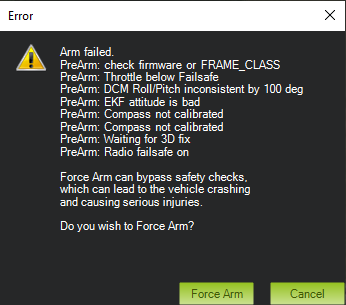 Error
Arm failed.
PreArm: check firmware or FRAME_CLASS
PreArm: Throttle below Failsafe
PreArm: DCM Roll/Pitch inconsistent by 100 deg
PreArm: EKF attitude is bad
PreArm: Compass not calibrated
PreArm: Compass not calibrated
PreArm: Waiting for 3D fix
PreArm: Radio failsafe on
Force Arm can bypass safety checks,
which can lead to the vehicle crashing
and causing serious injuries.
Do you wish to Force Arm?
Force Arm Cancel